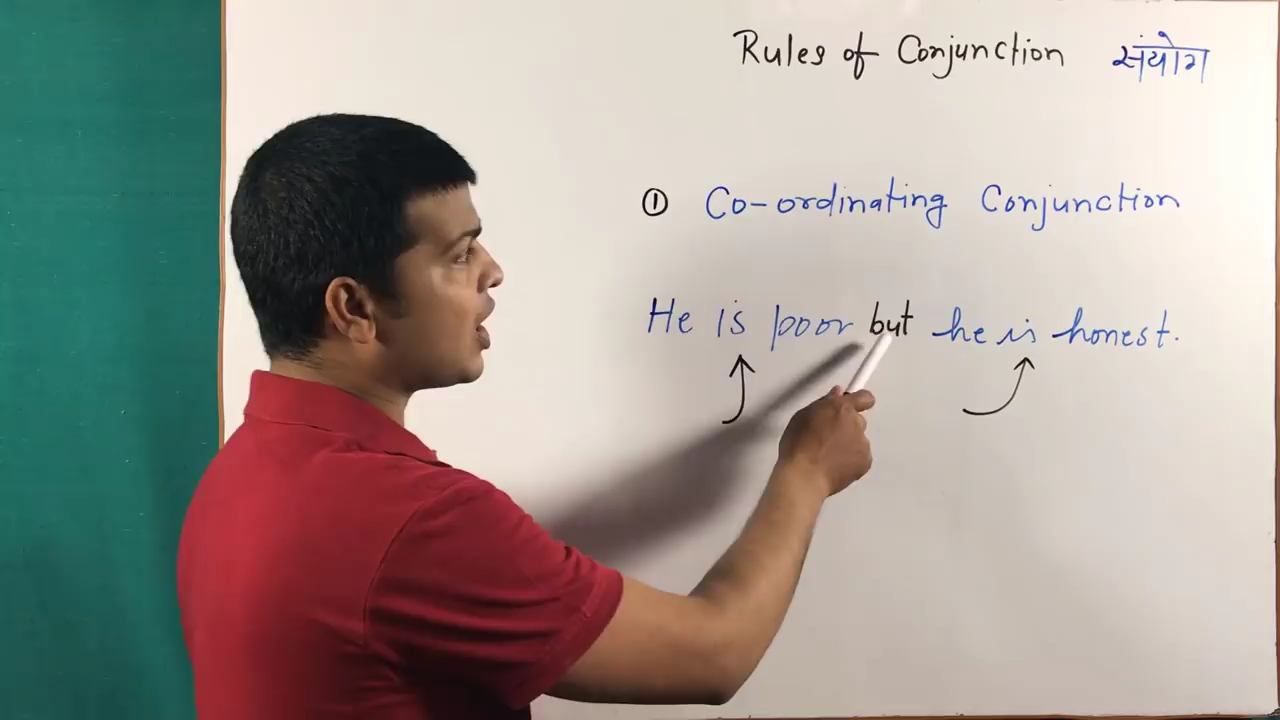 Rules of Conjunction संयोग
① Co-ordinating Conjunction
He is poor but he is honest.